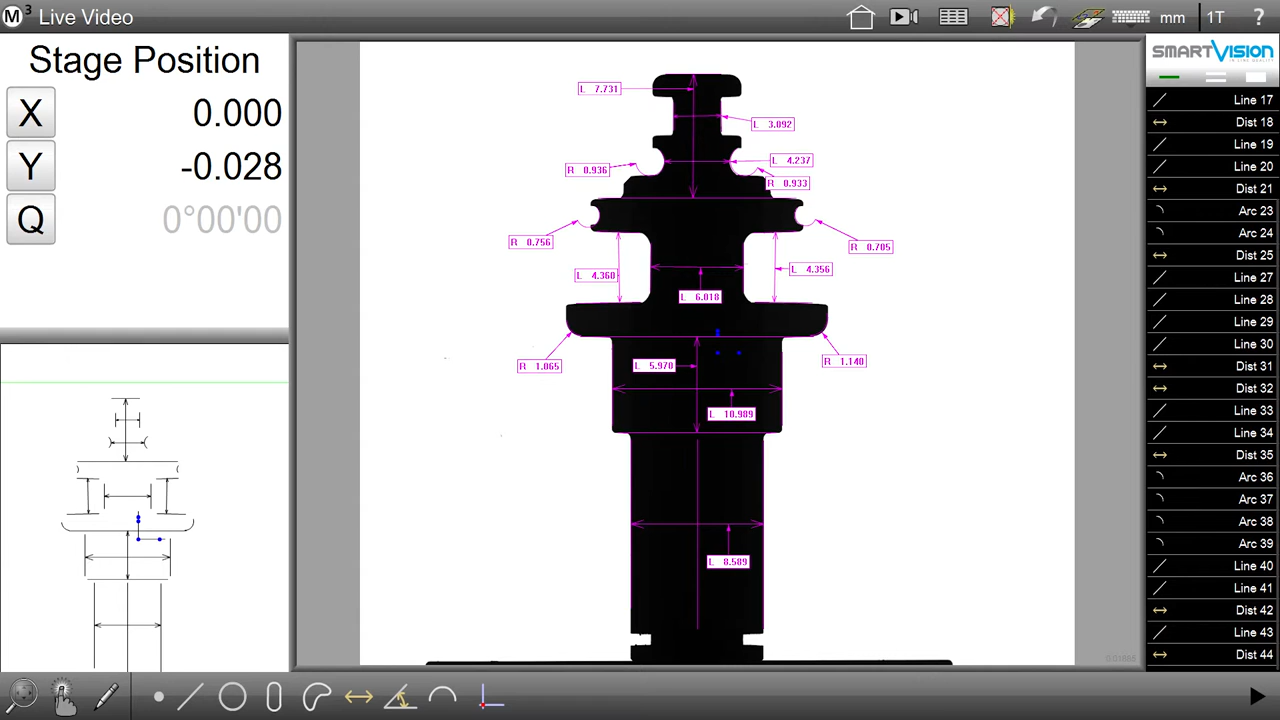 M3 Live Video
mm
1T
?
Stage Position
X 0.000
Y -0.028
Q 0°00'00
L 7.731
L 3.092
L 4.237
R 0.936
R 0.933
R 0.756
R 0.705
L 4.360
L 4.356
L 6.018
R 1.065
L 5.970
R 1.140
L 10.989
L 8.589
SMARTVISION
Line 17
Dist 18
Line 19
Line 20
Dist 21
Arc 23
Arc 24
Dist 25
Line 27
Line 28
Line 29
Line 30
Dist 31
Dist 32
Line 33
Line 34
Dist 35
Arc 36
Arc 37
Arc 38
Arc 39
Line 40
Line 41
Dist 42
Line 43
Dist 44